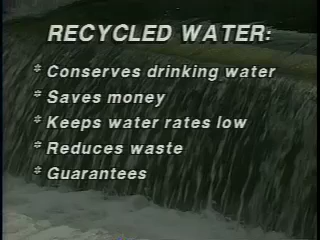 RECYCLED WATER:
* Conserves drinking water
* Saves money
* Keeps water rates low
* Reduces waste
* Guarantees